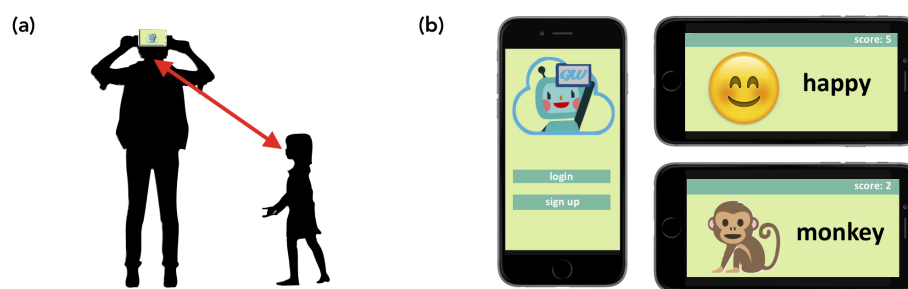 (a)
(b)
GW
login
sign up
score: 5
happy
score: 2
monkey